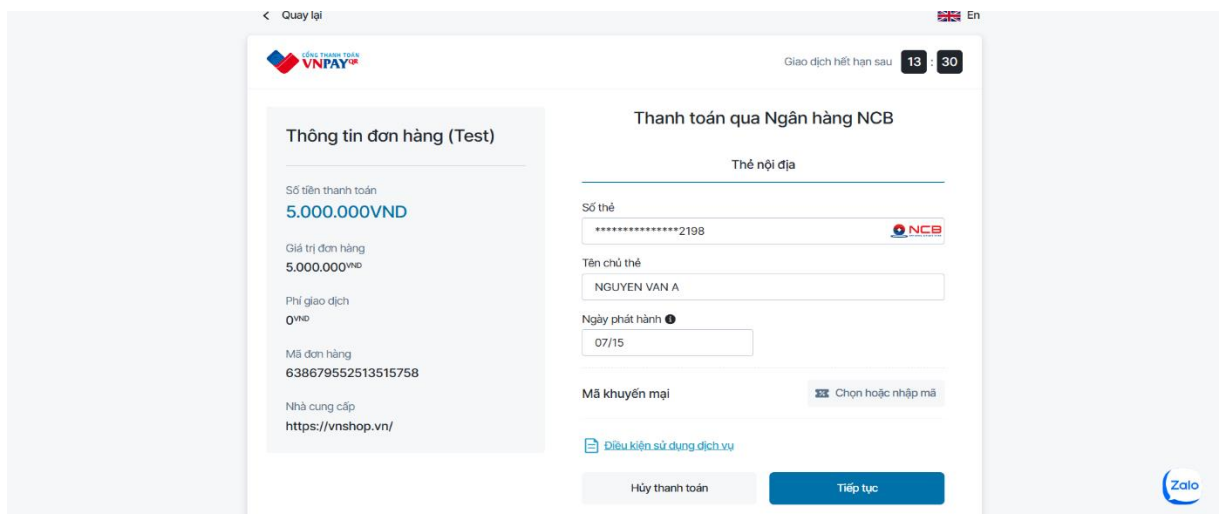 Quay lại
En
CỔNG THANH TOÁN
VNPAYQR
Giao dịch hết hạn sau 13 : 30
Thông tin đơn hàng (Test)
Số tiền thanh toán
5.000.000VND
Giá trị đơn hàng
5.000.000VND
Phí giao dịch
0VND
Mã đơn hàng
638679552513515758
Nhà cung cấp
https://vnshop.vn/
Thanh toán qua Ngân hàng NCB
Thẻ nội địa
Số thẻ
***************2198
NCB
Tên chủ thẻ
NGUYEN VAN A
Ngày phát hành
07/15
Mã khuyến mại
Chọn hoặc nhập mã
Điều kiện sử dụng dịch vụ
Hủy thanh toán
Tiếp tục
Zalo